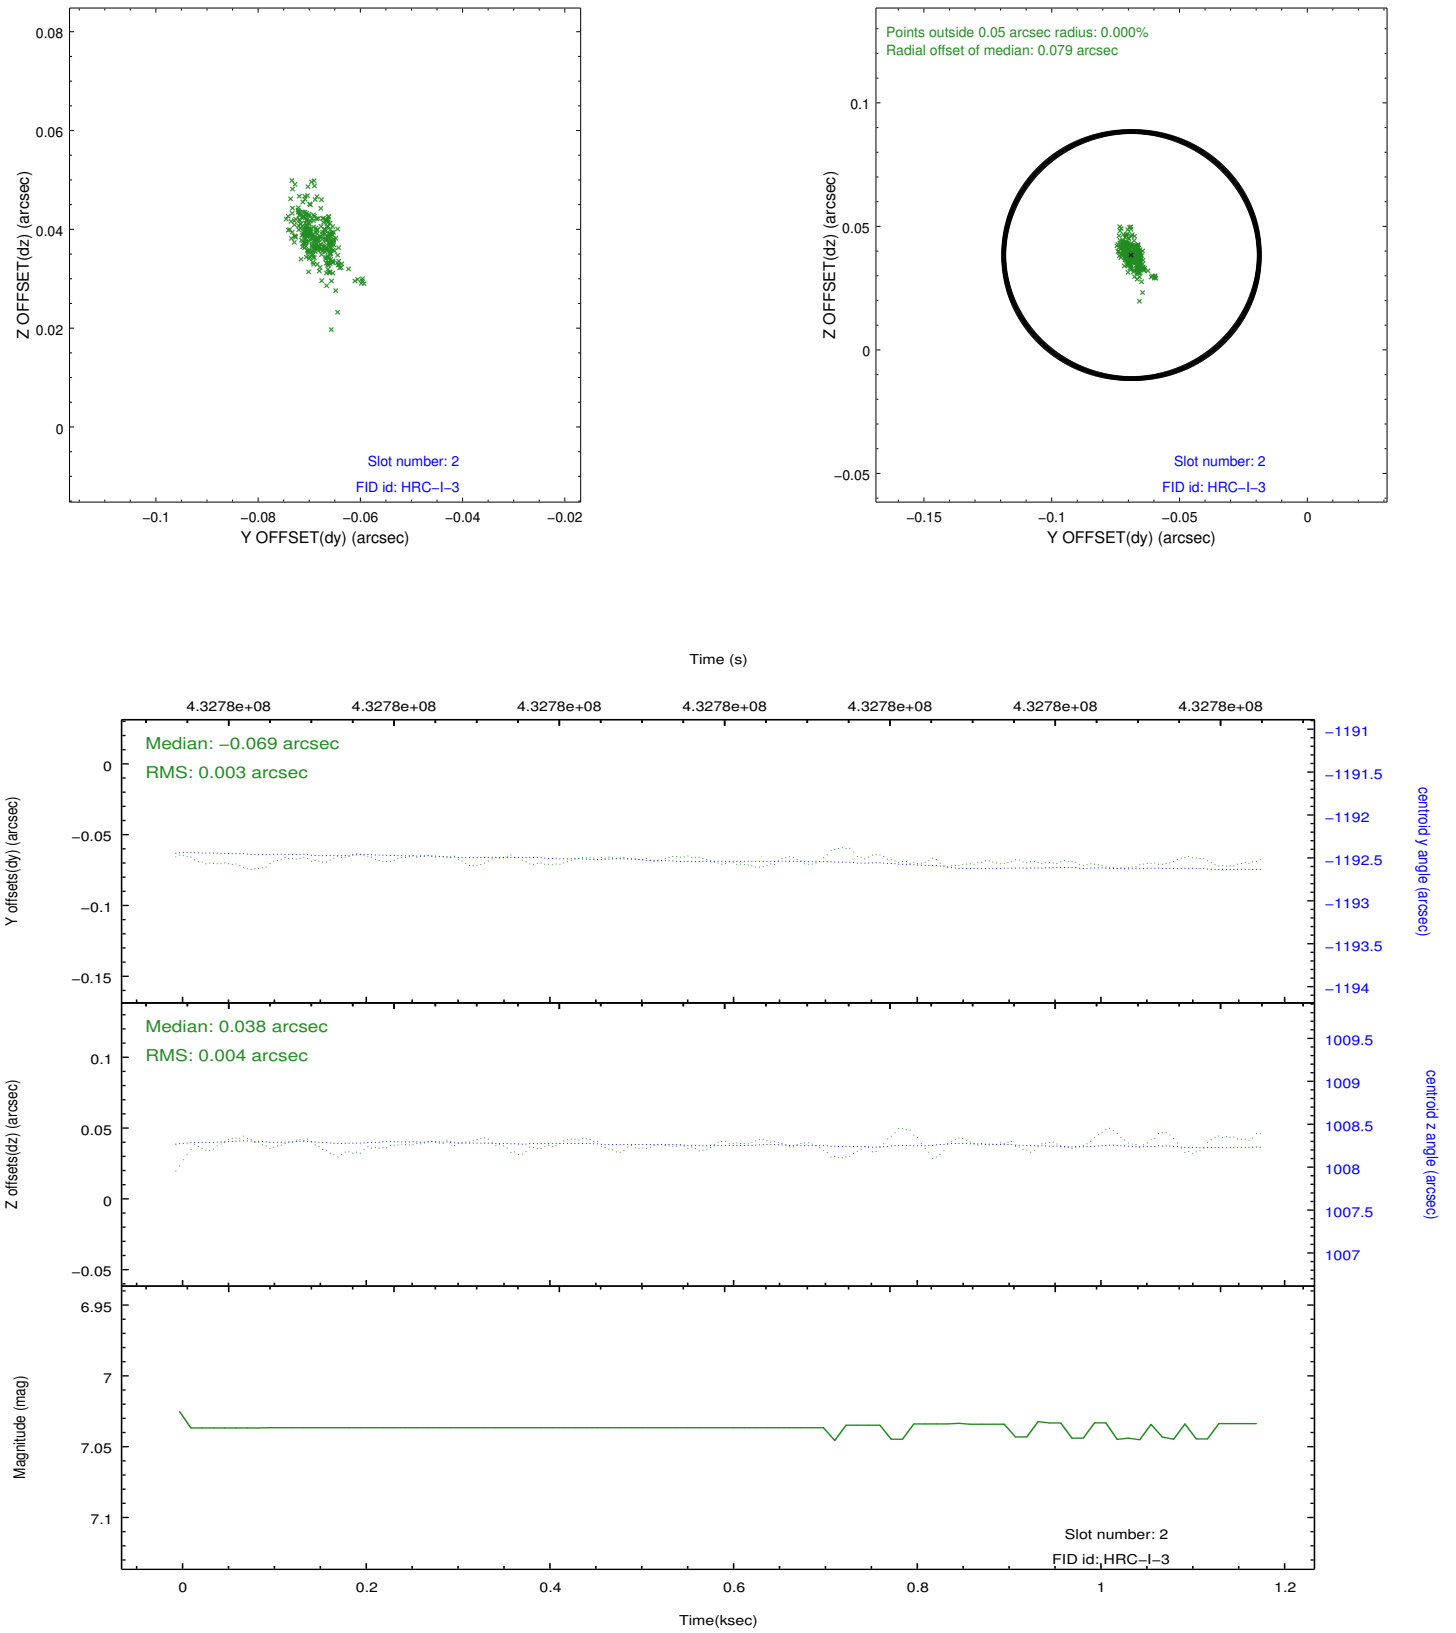 0.08
0.06
0.04
0.02
0
Z OFFSET(dz) (arcsec)
Slot number: 2
FID id: HRC−I−3
−0.1
−0.08
−0.06
−0.04
−0.02
Y OFFSET(dy) (arcsec)
Points outside 0.05 arcsec radius: 0.000%
Radial offset of median: 0.079 arcsec
0.1
0.05
0
−0.05
Z OFFSET(dz) (arcsec)
Slot number: 2
FID id: HRC−I−3
−0.15
−0.1
−0.05
0
Y OFFSET(dy) (arcsec)
Time (s)
4.3278e+08
4.3278e+08
4.3278e+08
4.3278e+08
4.3278e+08
4.3278e+08
4.3278e+08
Median: −0.069 arcsec
RMS: 0.003 arcsec
0
−0.05
−0.1
−0.15
Y offsets(dy) (arcsec)
−1191
−1191.5
−1192
−1192.5
−1193
−1193.5
−1194
centroid y angle (arcsec)
Median: 0.038 arcsec
RMS: 0.004 arcsec
0.1
0.05
0
−0.05
Z offsets(dz) (arcsec)
1009.5
1009
1008.5
1008
1007.5
1007
centroid z angle (arcsec)
6.95
7
7.05
7.1
Magnitude (mag)
Slot number: 2
FID id: HRC−I−3
0
0.2
0.4
0.6
0.8
1
1.2
Time(ksec)